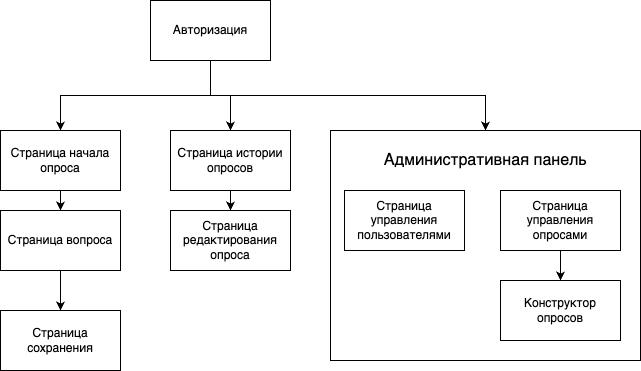 Авторизация
Страница начала
опроса
Страница истории
опросов
Административная панель
Страница вопроса
Страница
редактирования
опроса
Страница
управления
пользователями
Страница
управления
опросами
Страница
сохранения
Конструктор
опросов